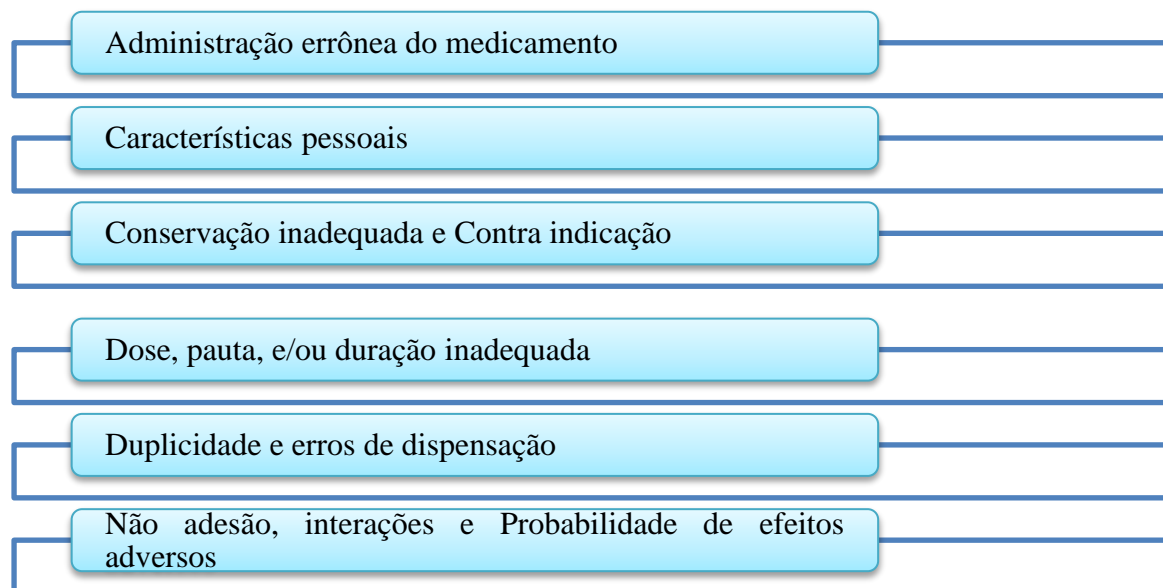 Administração errônea do medicamento
Características pessoais
Conservação inadequada e Contra indicação
Dose, pauta, e/ou duração inadequada
Duplicidade e erros de dispensação
Não adesão, interações e Probabilidade de efeitos
adversos